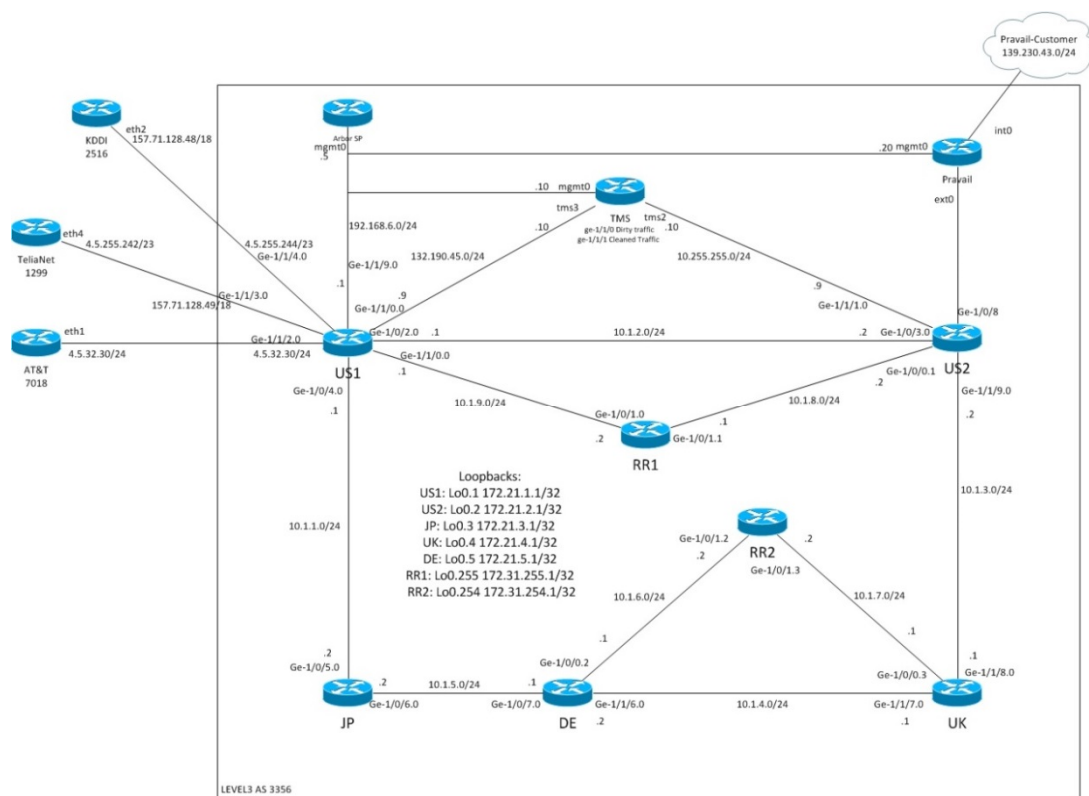 Pravail-Customer
139.230.43.0/24
KDDI
2516
eth2
157.71.128.48/18
Arbor SP
mgmt0
.5
.20 mgmt0
int0
Pravail
ext0
.10 mgmt0
tms3
.10
TMS
tms2
.10
ge-1/1/0 Dirty traffic
ge-1/1/1 Cleaned Traffic
192.168.6.0/24
eth4
4.5.255.242/23
TeliaNet
1299
4.5.255.244/23
Ge-1/1/4.0
132.190.45.0/24
10.255.255.0/24
Ge-1/1/9.0
.1
Ge-1/1/3.0
157.71.128.49/18
.9
Ge-1/1/0.0
.9
Ge-1/1/1.0
Ge-1/0/8
eth1
4.5.32.30/24
AT&T
7018
Ge-1/1/2.0
4.5.32.30/24
US1
Ge-1/0/2.0
.1
10.1.2.0/24
.2
Ge-1/0/3.0
US2
Ge-1/1/0.0
.1
Ge-1/0/0.1
.2
Ge-1/0/4.0
.1
10.1.9.0/24
10.1.8.0/24
Ge-1/1/9.0
.2
Ge-1/0/1.0
.2
RR1
.1
Ge-1/0/1.1
10.1.3.0/24
Loopbacks:
US1: Lo0.1 172.21.1.1/32
US2: Lo0.2 172.21.2.1/32
JP: Lo0.3 172.21.3.1/32
UK: Lo0.4 172.21.4.1/32
DE: Lo0.5 172.21.5.1/32
RR1: Lo0.255 172.31.255.1/32
RR2: Lo0.254 172.31.254.1/32
10.1.1.0/24
Ge-1/0/1.2
.2
RR2
.2
Ge-1/0/1.3
10.1.6.0/24
10.1.7.0/24
.1
.1
.2
Ge-1/0/5.0
Ge-1/0/0.2
.1
Ge-1/1/8.0
Ge-1/0/0.3
.2
10.1.5.0/24
.1
Ge-1/0/6.0
Ge-1/0/7.0
Ge-1/1/6.0
.2
10.1.4.0/24
Ge-1/1/7.0
.1
JP
DE
UK
LEVEL3 AS 3356